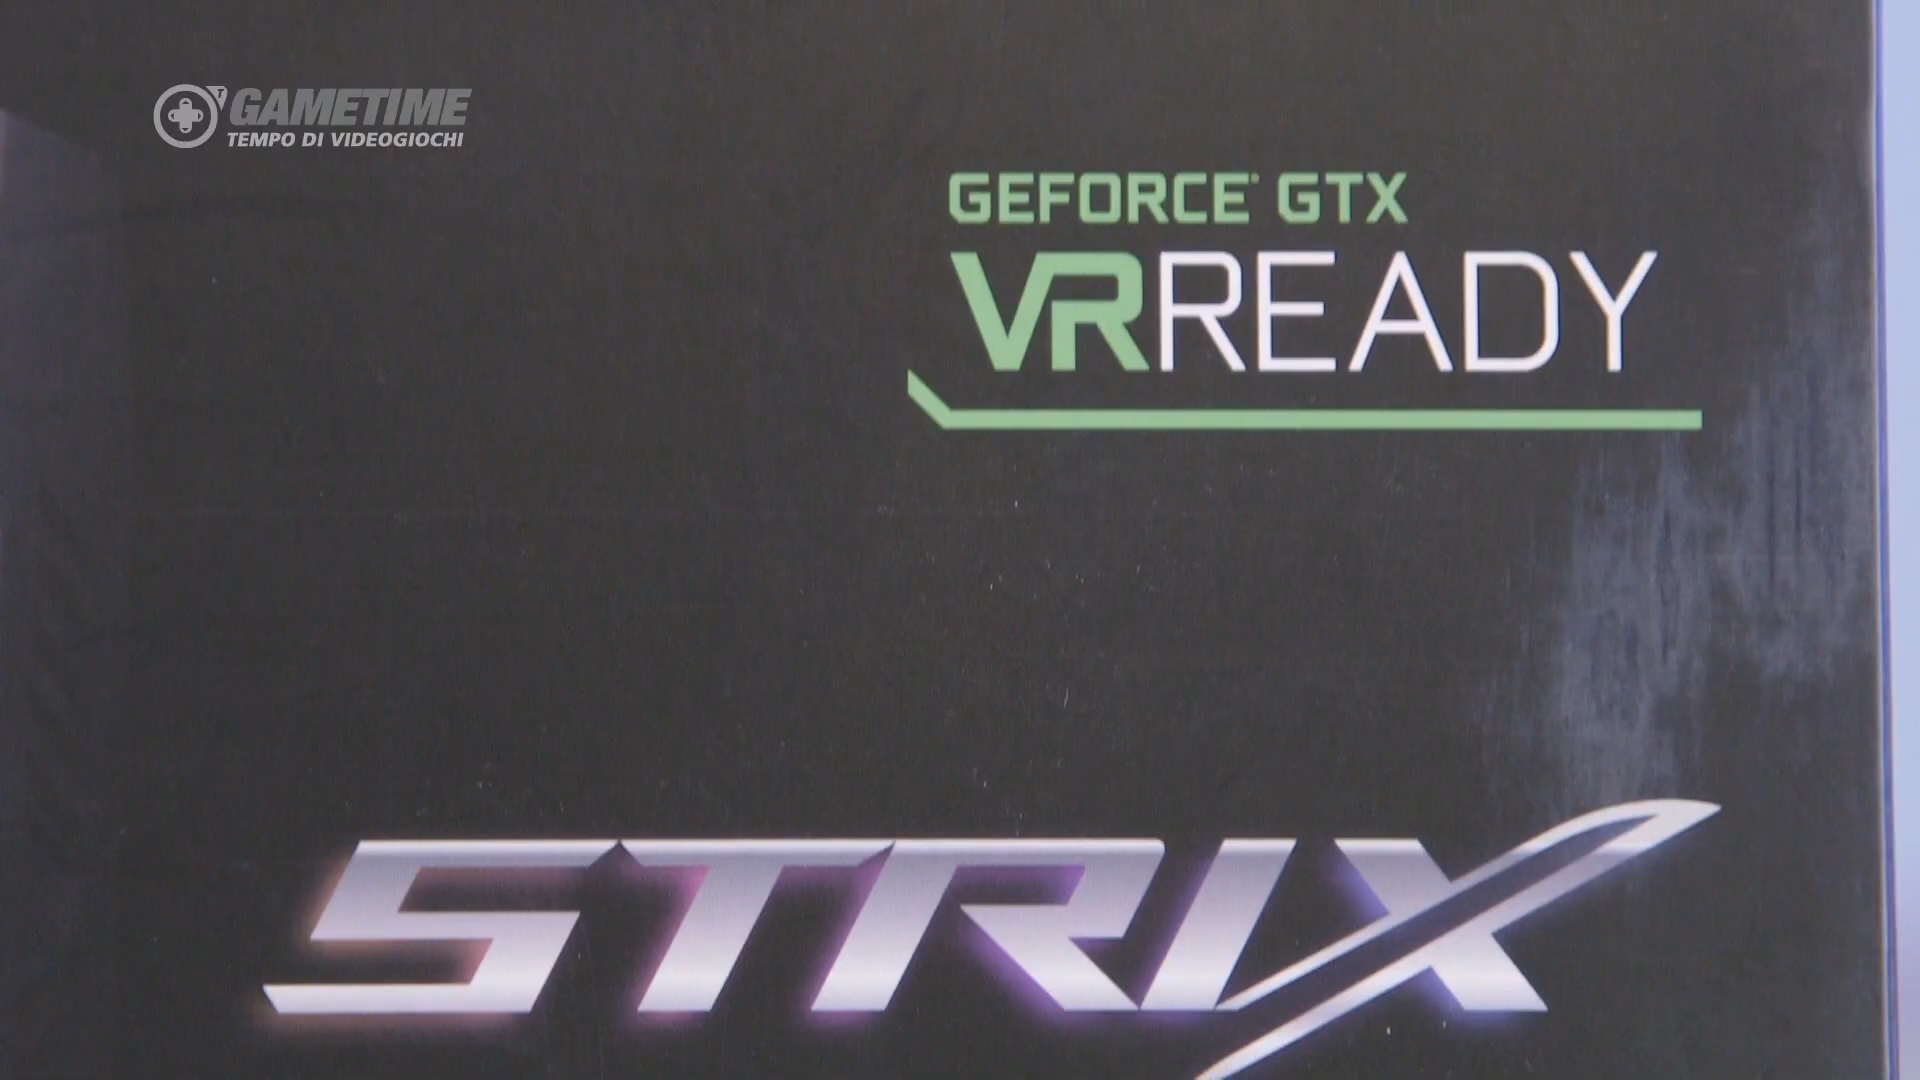 GAMETIME
TEMPO DI VIDEOGIOCHI
GEFORCE GTX
VRREADY
STRIX